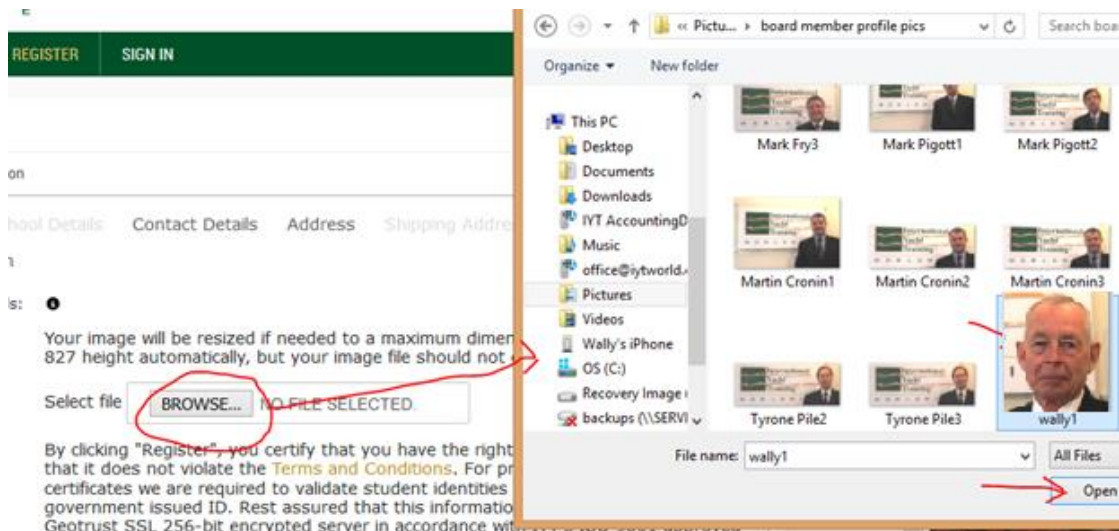 REGISTER SIGN IN
on
hool Details Contact Details Address Shipping Addre
ls:
Your image will be resized if needed to a maximum dimen
827 height automatically, but your image file should not
Select file BROWSE... NO FILE SELECTED.
By clicking "Register", you certify that you have the right
that it does not violate the Terms and Conditions. For pr
certificates we are required to validate student identities
government issued ID. Rest assured that this informatio
Geotrust SSL 256-bit encrypted server in accordance with
« Pictu... board member profile pics Search boar
Organize New folder
This PC
Desktop
Documents
Downloads
IYT AccountingD
Music
office@iytworld.
Pictures
Videos
Wally's iPhone
OS (C:)
Recovery Image
backups (\\SERVI
Mark Fry3 Mark Pigott1 Mark Pigott2
Martin Cronin1 Martin Cronin2 Martin Cronin3
Tyrone Pile2 Tyrone Pile3 wally1
File name: wally1 All Files
Open